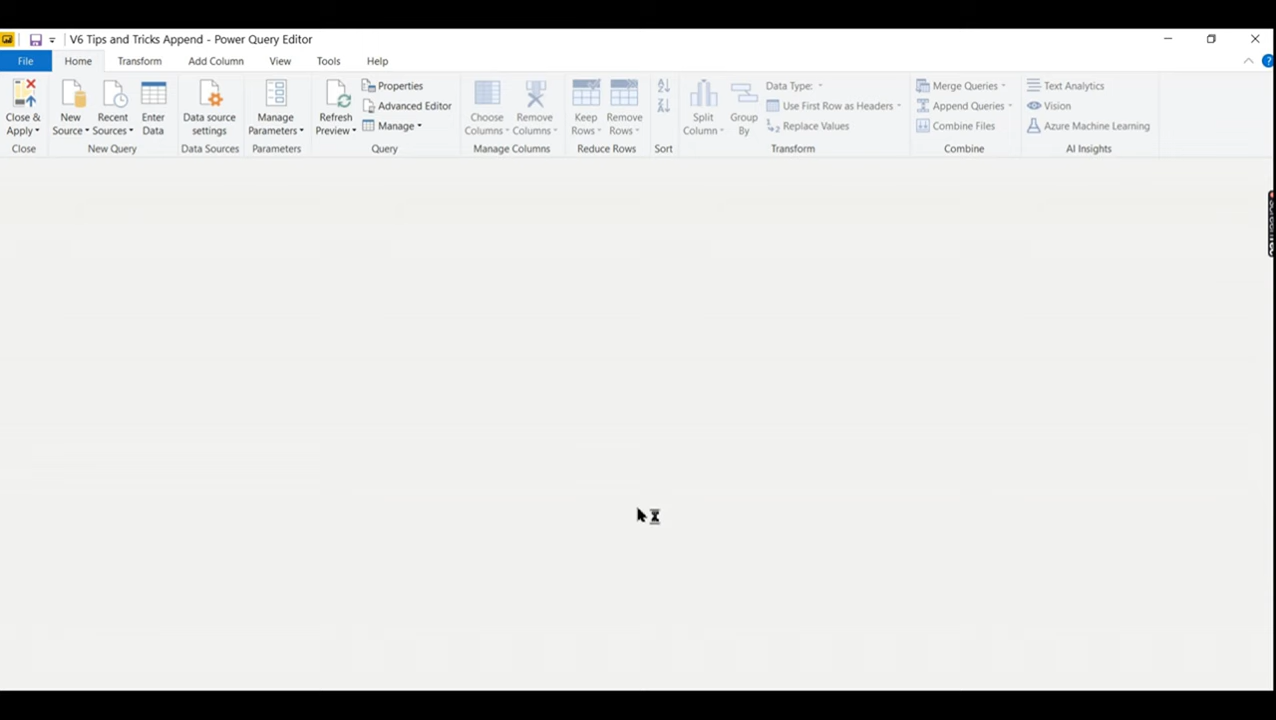 V6 Tips and Tricks Append - Power Query Editor
File Home Transform Add Column View Tools Help
Close & Apply
New Source
Recent Sources
Enter Data
Data source settings
Manage Parameters
Refresh Preview
Properties
Advanced Editor
Manage
Choose Columns
Remove Columns
Keep Rows
Remove Rows
Split Column
Group By
Data Type:
Use First Row as Headers
Replace Values
Merge Queries
Append Queries
Combine Files
Text Analytics
Vision
Azure Machine Learning
Close New Query Data Sources Parameters Query Manage Columns Reduce Rows Sort Transform Combine AI Insights